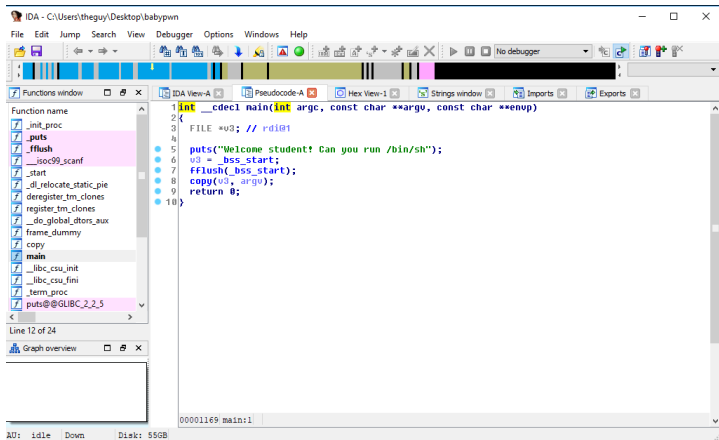 IDA - C:\Users\theguy\Desktop\babypwn
File Edit Jump Search View Debugger Options Windows Help
No debugger
Functions window
IDA View-A Pseudocode-A Hex View-1 Strings window Imports Exports
Function name
_init_proc
_puts
_fflush
___isoc99_scanf
_start
_dl_relocate_static_pie
deregister_tm_clones
register_tm_clones
__do_global_dtors_aux
frame_dummy
copy
main
__libc_csu_init
__libc_csu_fini
_term_proc
puts@@GLIBC_2_2_5
Line 12 of 24
Graph overview
1 int __cdecl main(int argc, const char **argv, const char **envp)
2 {
3 FILE *v3; // rdi@1
4
5 puts("Welcome student! Can you run /bin/sh");
6 v3 = _bss_start;
7 fflush(_bss_start);
8 copy(v3, argv);
9 return 0;
10 }
00001169 main:1
AU: idle Down Disk: 55GB